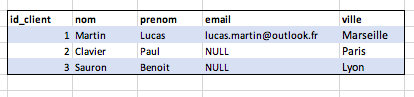 id_client nom prenom email ville
1 Martin Lucas lucas.martin@outlook.fr Marseille
2 Clavier Paul NULL Paris
3 Sauron Benoit NULL Lyon